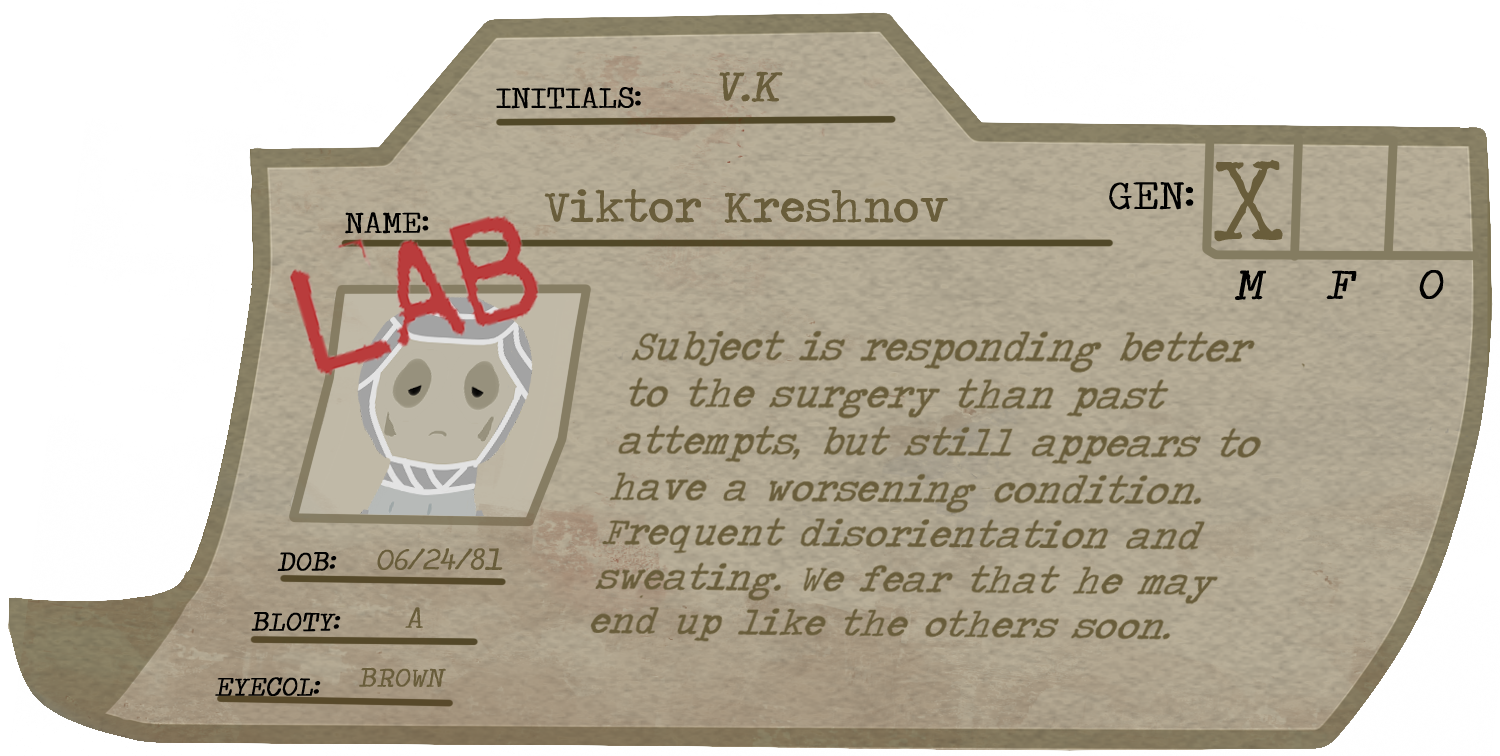 INITIALS: V.K
NAME: Viktor Kreshnov
GEN: X
M F O
LAB
Subject is responding better
to the surgery than past
attempts, but still appears to
have a worsening condition.
Frequent disorientation and
sweating. We fear that he may
end up like the others soon.
DOB: 06/24/81
BLOTY: A
EYECOL: BROWN